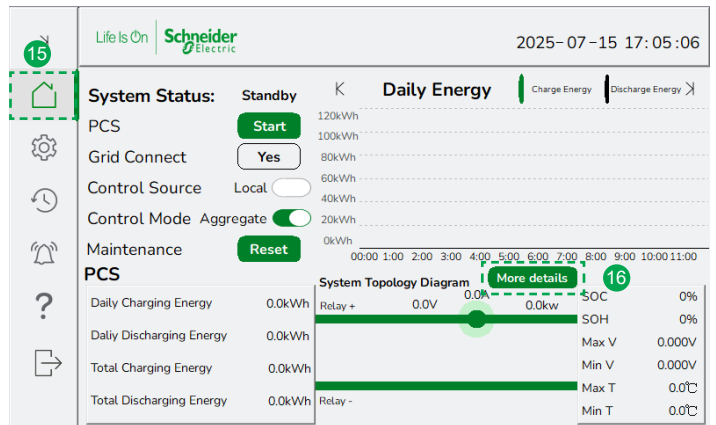 15
Life Is On Schneider Electric
2025-07-15 17:05:06
System Status: Standby
PCS Start
Grid Connect Yes
Control Source Local
Control Mode Aggregate
Maintenance Reset
Daily Energy
Charge Energy
Discharge Energy
120kWh
100kWh
80kWh
60kWh
40kWh
20kWh
0kWh
00:00 1:00 2:00 3:00 4:00 5:00 6:00 7:00 8:00 9:00 10:00 11:00
PCS
Daily Charging Energy 0.0kWh
Daliy Discharging Energy 0.0kWh
Total Charging Energy 0.0kWh
Total Discharging Energy 0.0kWh
System Topology Diagram
More details
16
Relay + 0.0V 0.0A 0.0kw
Relay -
SOC 0%
SOH 0%
Max V 0.000V
Min V 0.000V
Max T 0.0℃
Min T 0.0℃
?